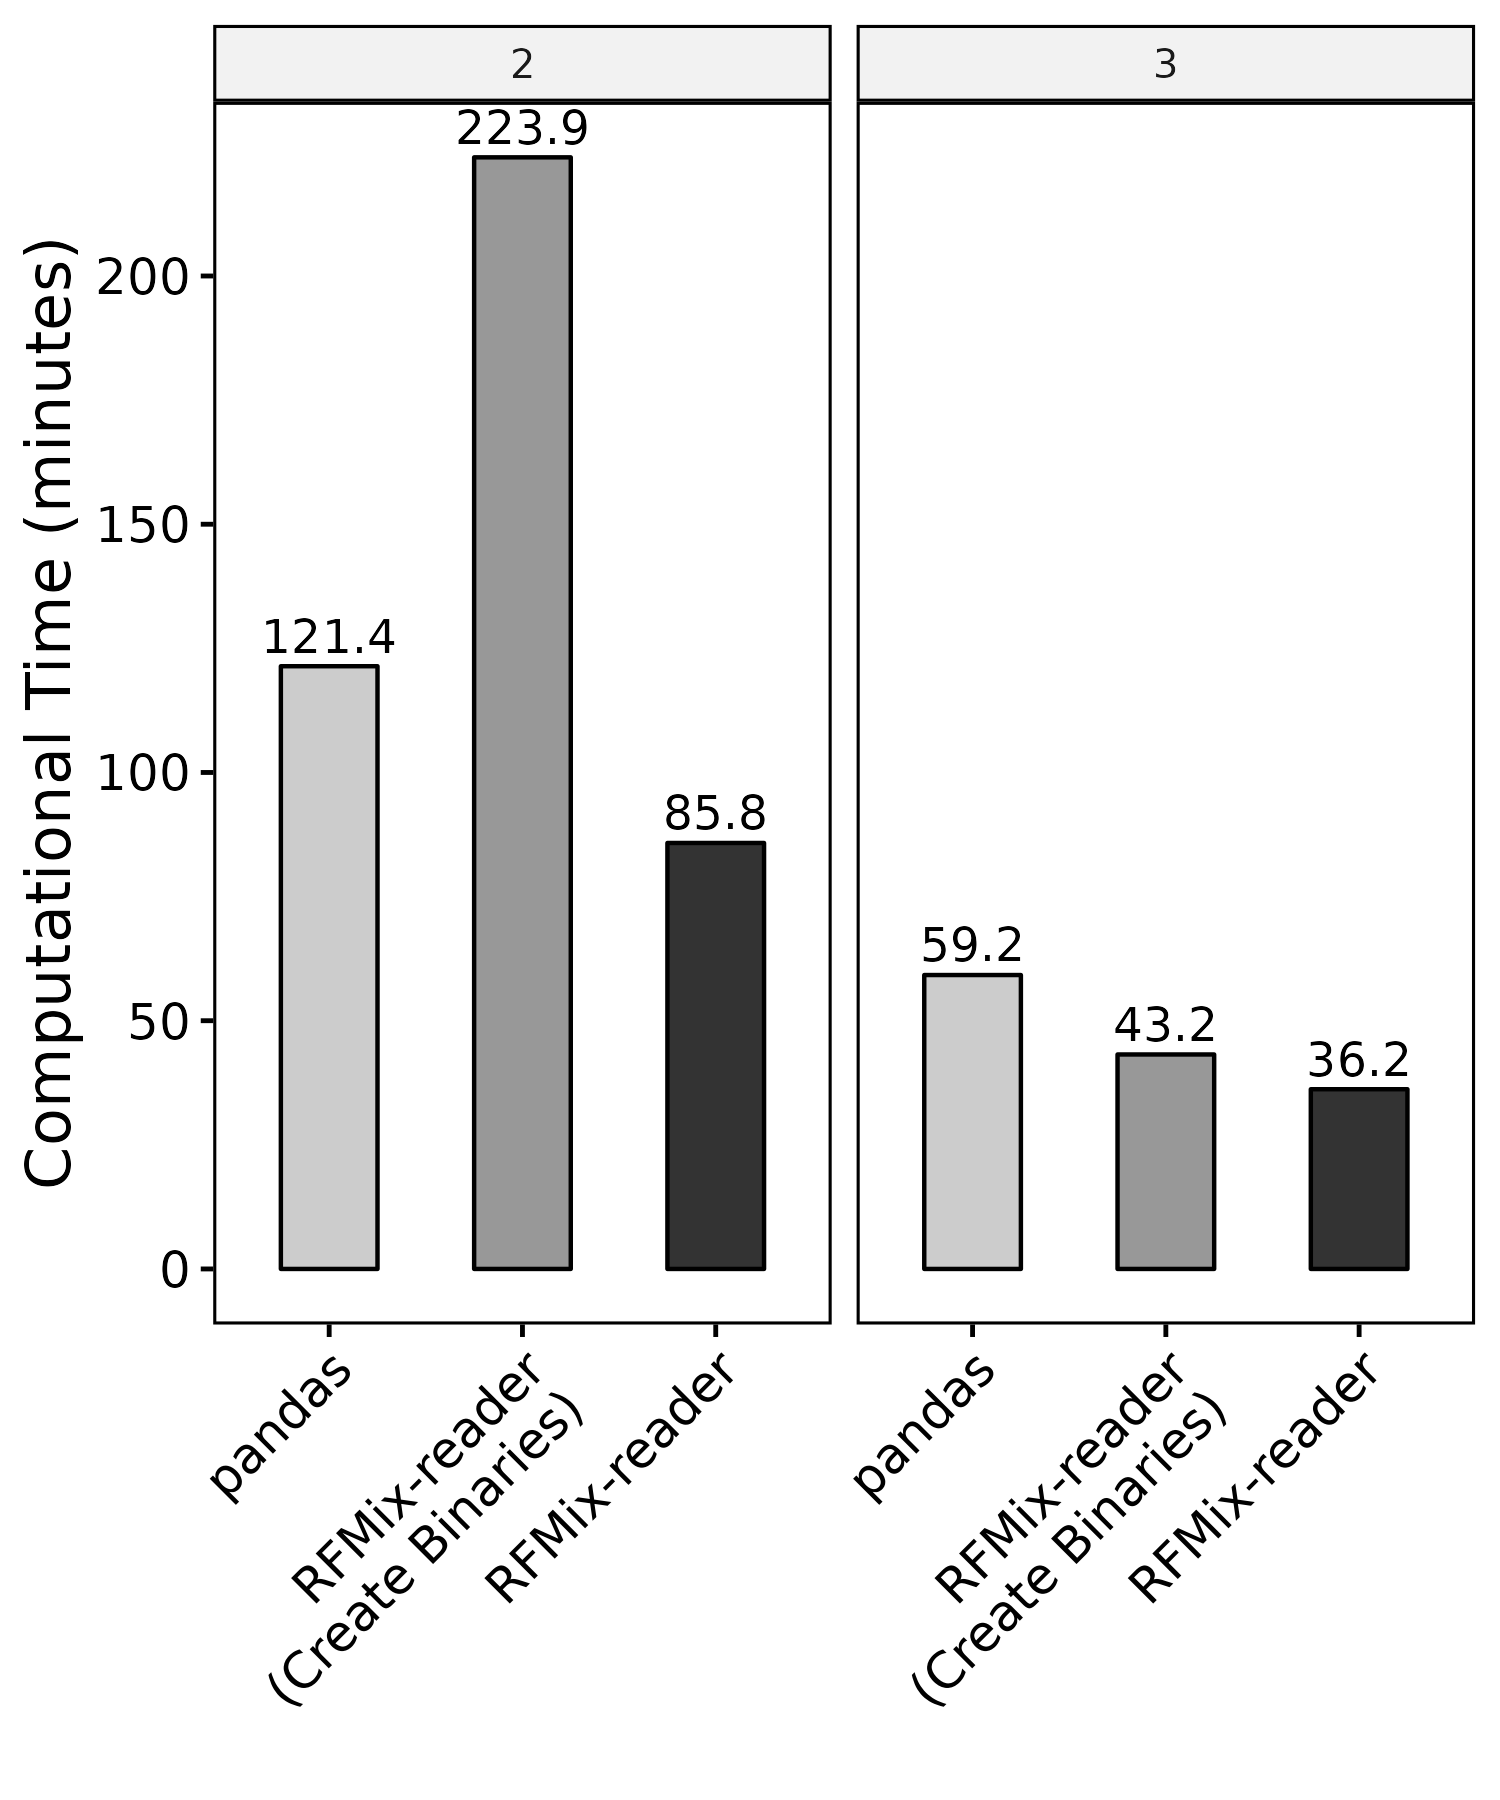 2
3
Computational Time (minutes)
200
150
100
50
0
223.9
121.4
85.8
59.2
43.2
36.2
pandas
RFMix-reader
(Create Binaries)
RFMix-reader
pandas
RFMix-reader
(Create Binaries)
RFMix-reader